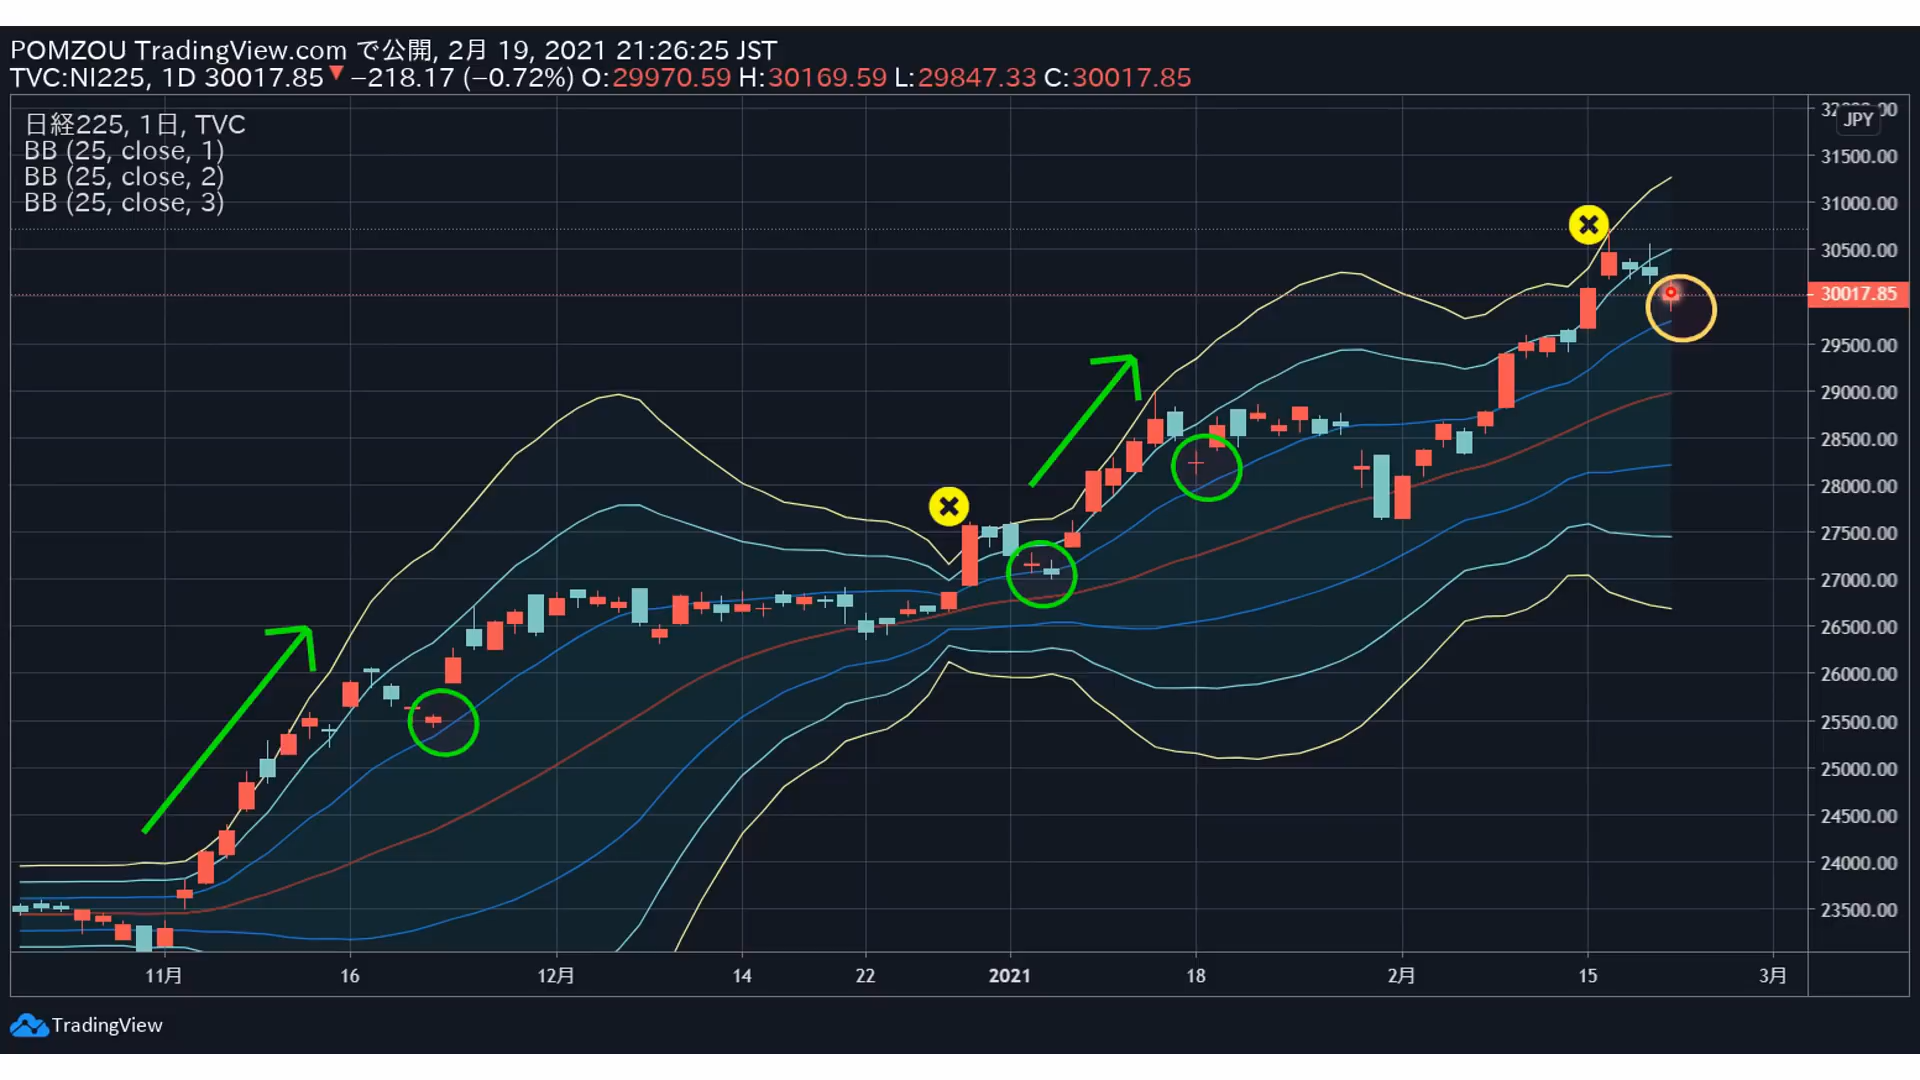 POMZOU TradingView.com で公開, 2月 19, 2021 21:26:25 JST
TVC:NI225, 1D 30017.85▼ −218.17 (−0.72%) O:29970.59 H:30169.59 L:29847.33 C:30017.85
日経225, 1日, TVC
BB (25, close, 1)
BB (25, close, 2)
BB (25, close, 3)
JPY
31500.00
31000.00
30500.00
30017.85
29500.00
29000.00
28500.00
28000.00
27500.00
27000.00
26500.00
26000.00
25500.00
25000.00
24500.00
24000.00
23500.00
11月 16 12月 14 22 2021 18 2月 15 3月
TradingView